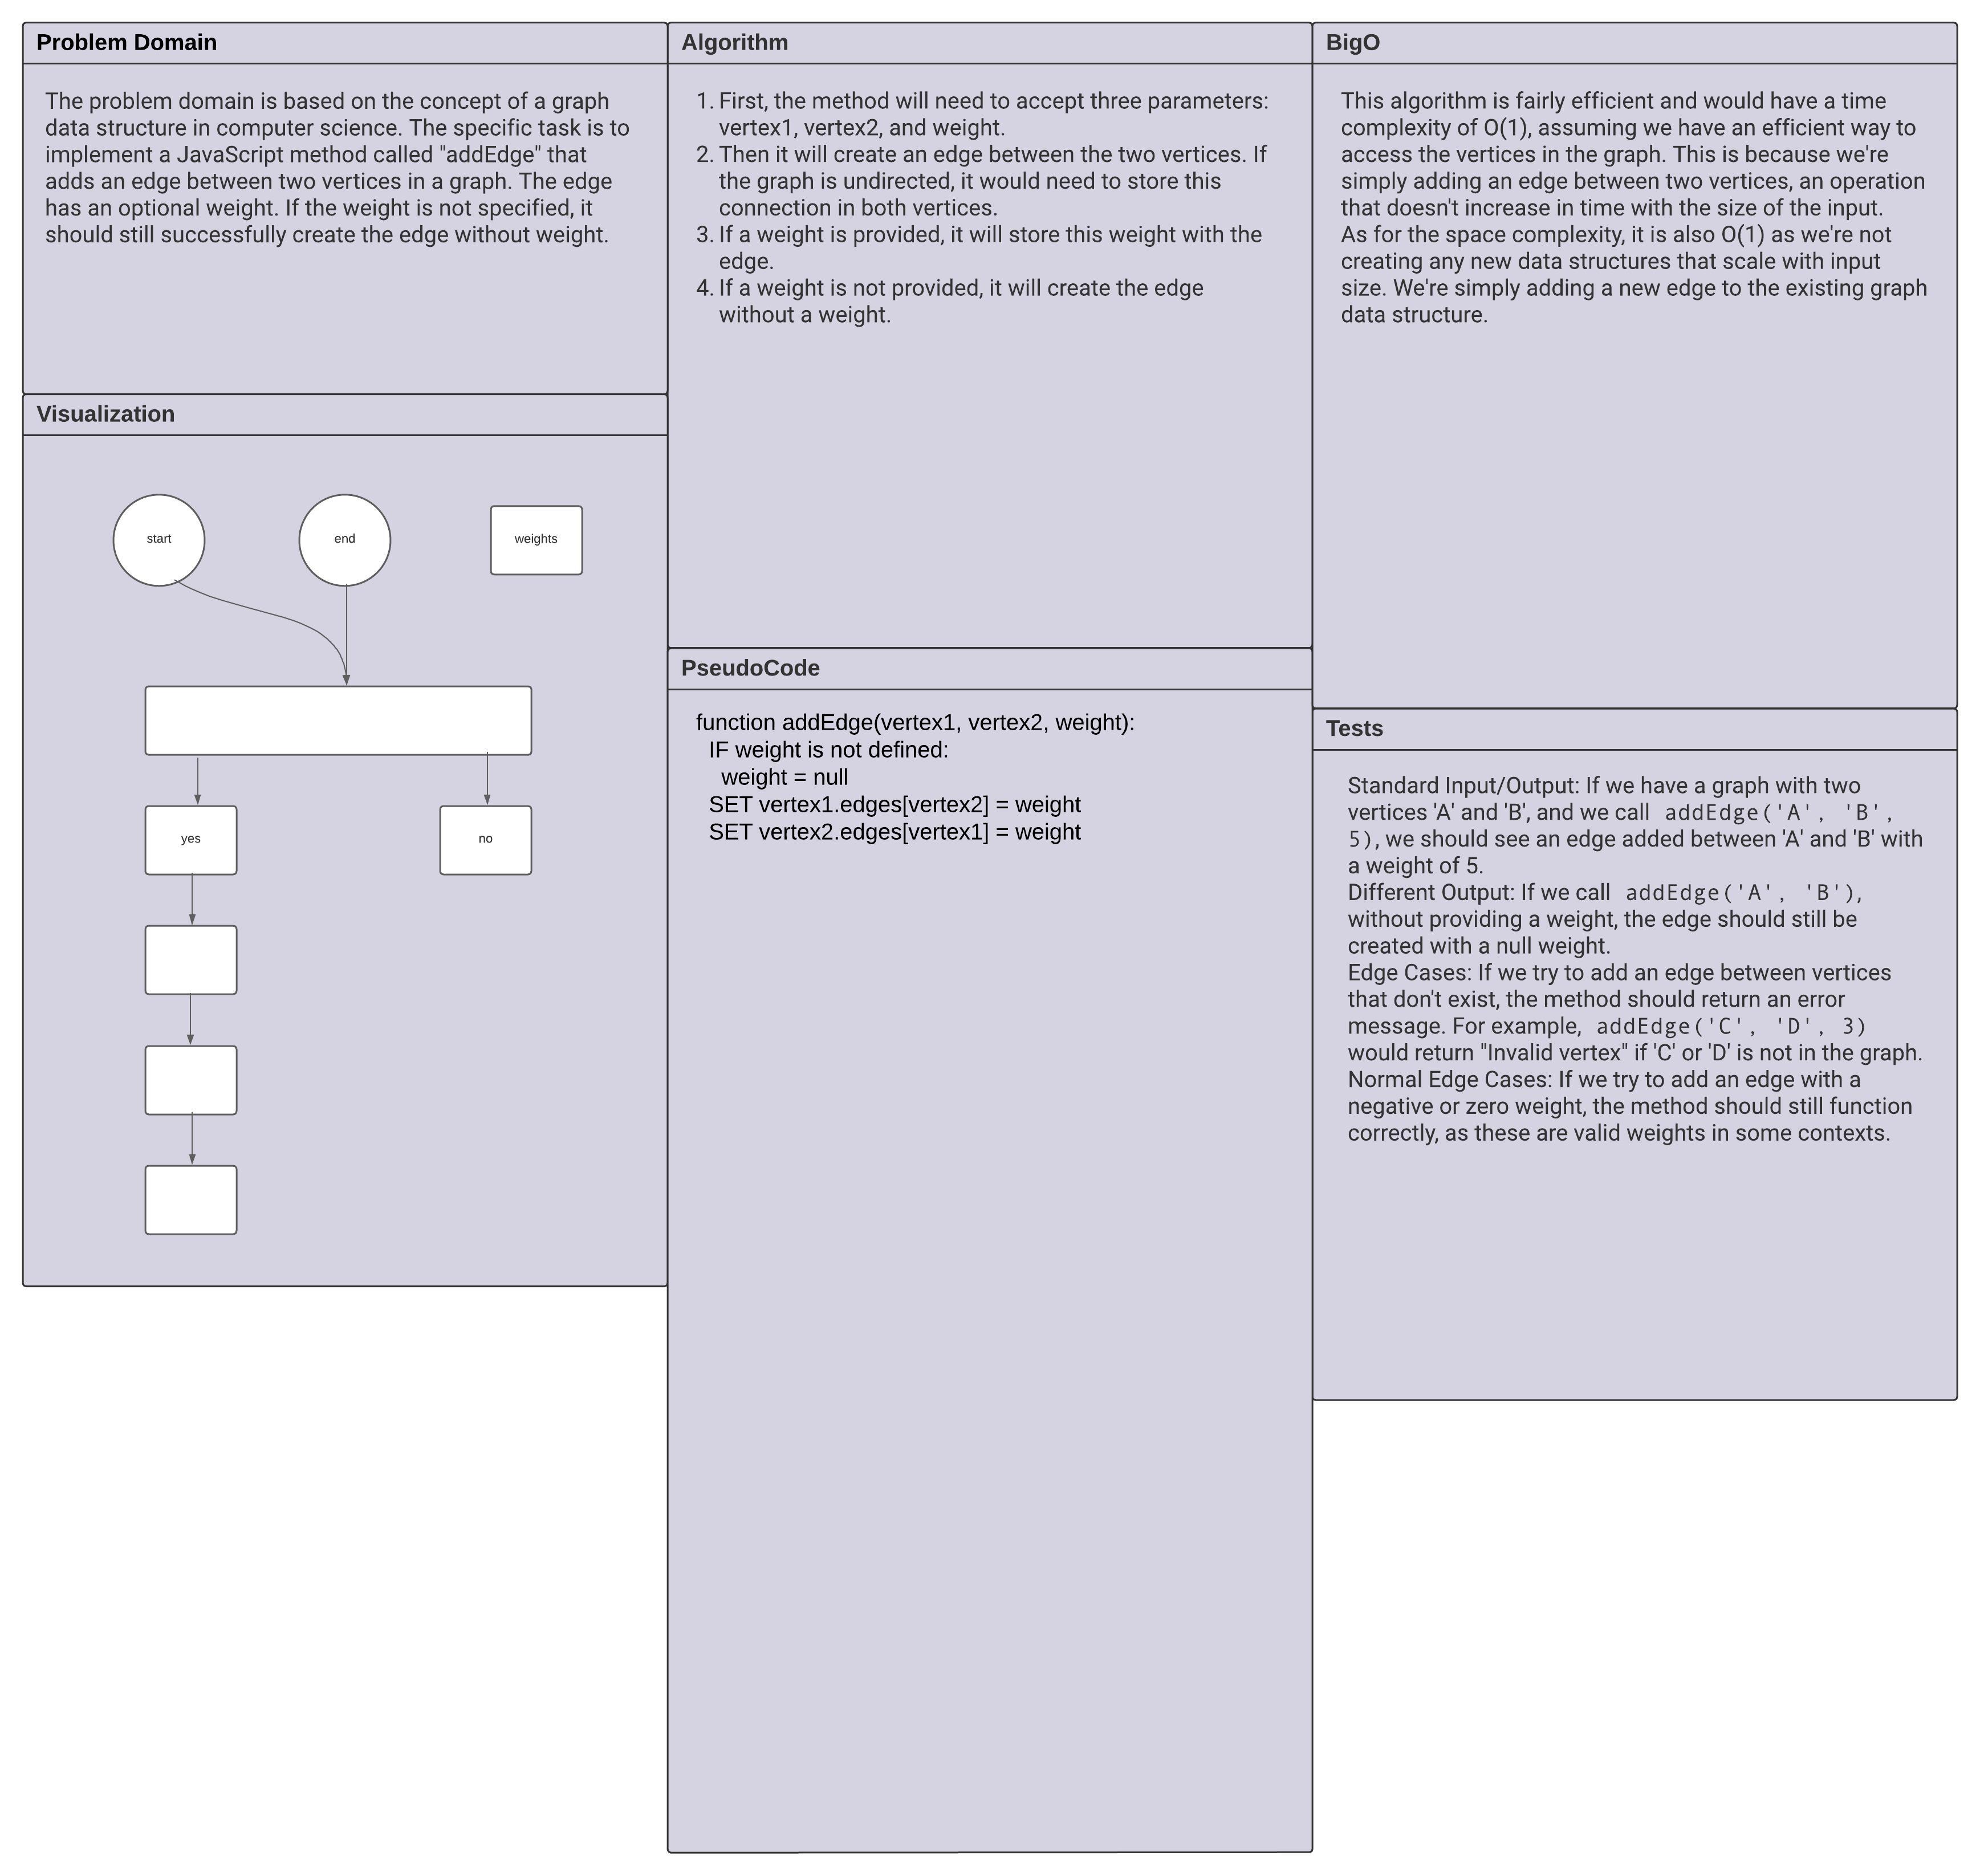 Problem Domain
The problem domain is based on the concept of a graph
data structure in computer science. The specific task is to
implement a JavaScript method called "addEdge" that
adds an edge between two vertices in a graph. The edge
has an optional weight. If the weight is not specified, it
should still successfully create the edge without weight.
Visualization
start
end
weights
yes
no
Algorithm
1. First, the method will need to accept three parameters:
vertex1, vertex2, and weight.
2. Then it will create an edge between the two vertices. If
the graph is undirected, it would need to store this
connection in both vertices.
3. If a weight is provided, it will store this weight with the
edge.
4. If a weight is not provided, it will create the edge
without a weight.
PseudoCode
function addEdge(vertex1, vertex2, weight):
IF weight is not defined:
weight = null
SET vertex1.edges[vertex2] = weight
SET vertex2.edges[vertex1] = weight
BigO
This algorithm is fairly efficient and would have a time
complexity of O(1), assuming we have an efficient way to
access the vertices in the graph. This is because we're
simply adding an edge between two vertices, an operation
that doesn't increase in time with the size of the input.
As for the space complexity, it is also O(1) as we're not
creating any new data structures that scale with input
size. We're simply adding a new edge to the existing graph
data structure.
Tests
Standard Input/Output: If we have a graph with two
vertices 'A' and 'B', and we call addEdge('A', 'B',
5), we should see an edge added between 'A' and 'B' with
a weight of 5.
Different Output: If we call addEdge('A', 'B'),
without providing a weight, the edge should still be
created with a null weight.
Edge Cases: If we try to add an edge between vertices
that don't exist, the method should return an error
message. For example, addEdge('C', 'D', 3)
would return "Invalid vertex" if 'C' or 'D' is not in the graph.
Normal Edge Cases: If we try to add an edge with a
negative or zero weight, the method should still function
correctly, as these are valid weights in some contexts.